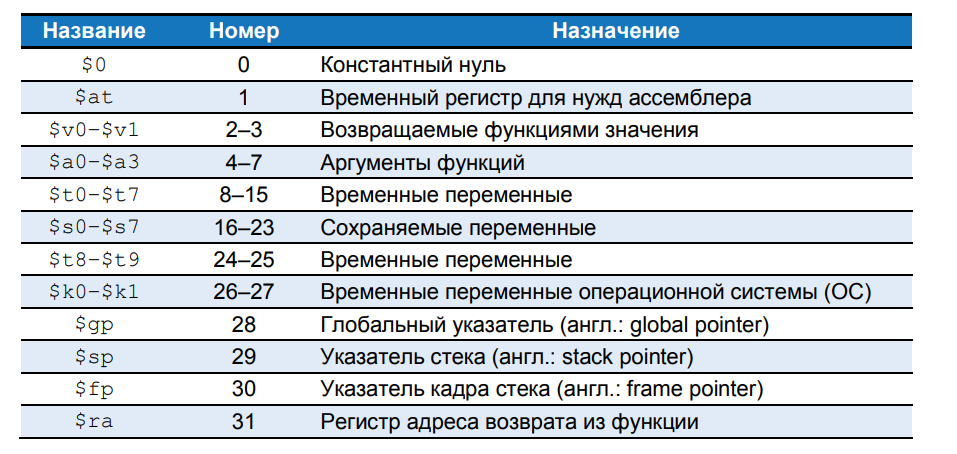 Название Номер Назначение
$0 0 Константный нуль
$at 1 Временный регистр для нужд ассемблера
$v0–$v1 2–3 Возвращаемые функциями значения
$a0–$a3 4–7 Аргументы функций
$t0–$t7 8–15 Временные переменные
$s0–$s7 16–23 Сохраняемые переменные
$t8–$t9 24–25 Временные переменные
$k0–$k1 26–27 Временные переменные операционной системы (ОС)
$gp 28 Глобальный указатель (англ.: global pointer)
$sp 29 Указатель стека (англ.: stack pointer)
$fp 30 Указатель кадра стека (англ.: frame pointer)
$ra 31 Регистр адреса возврата из функции